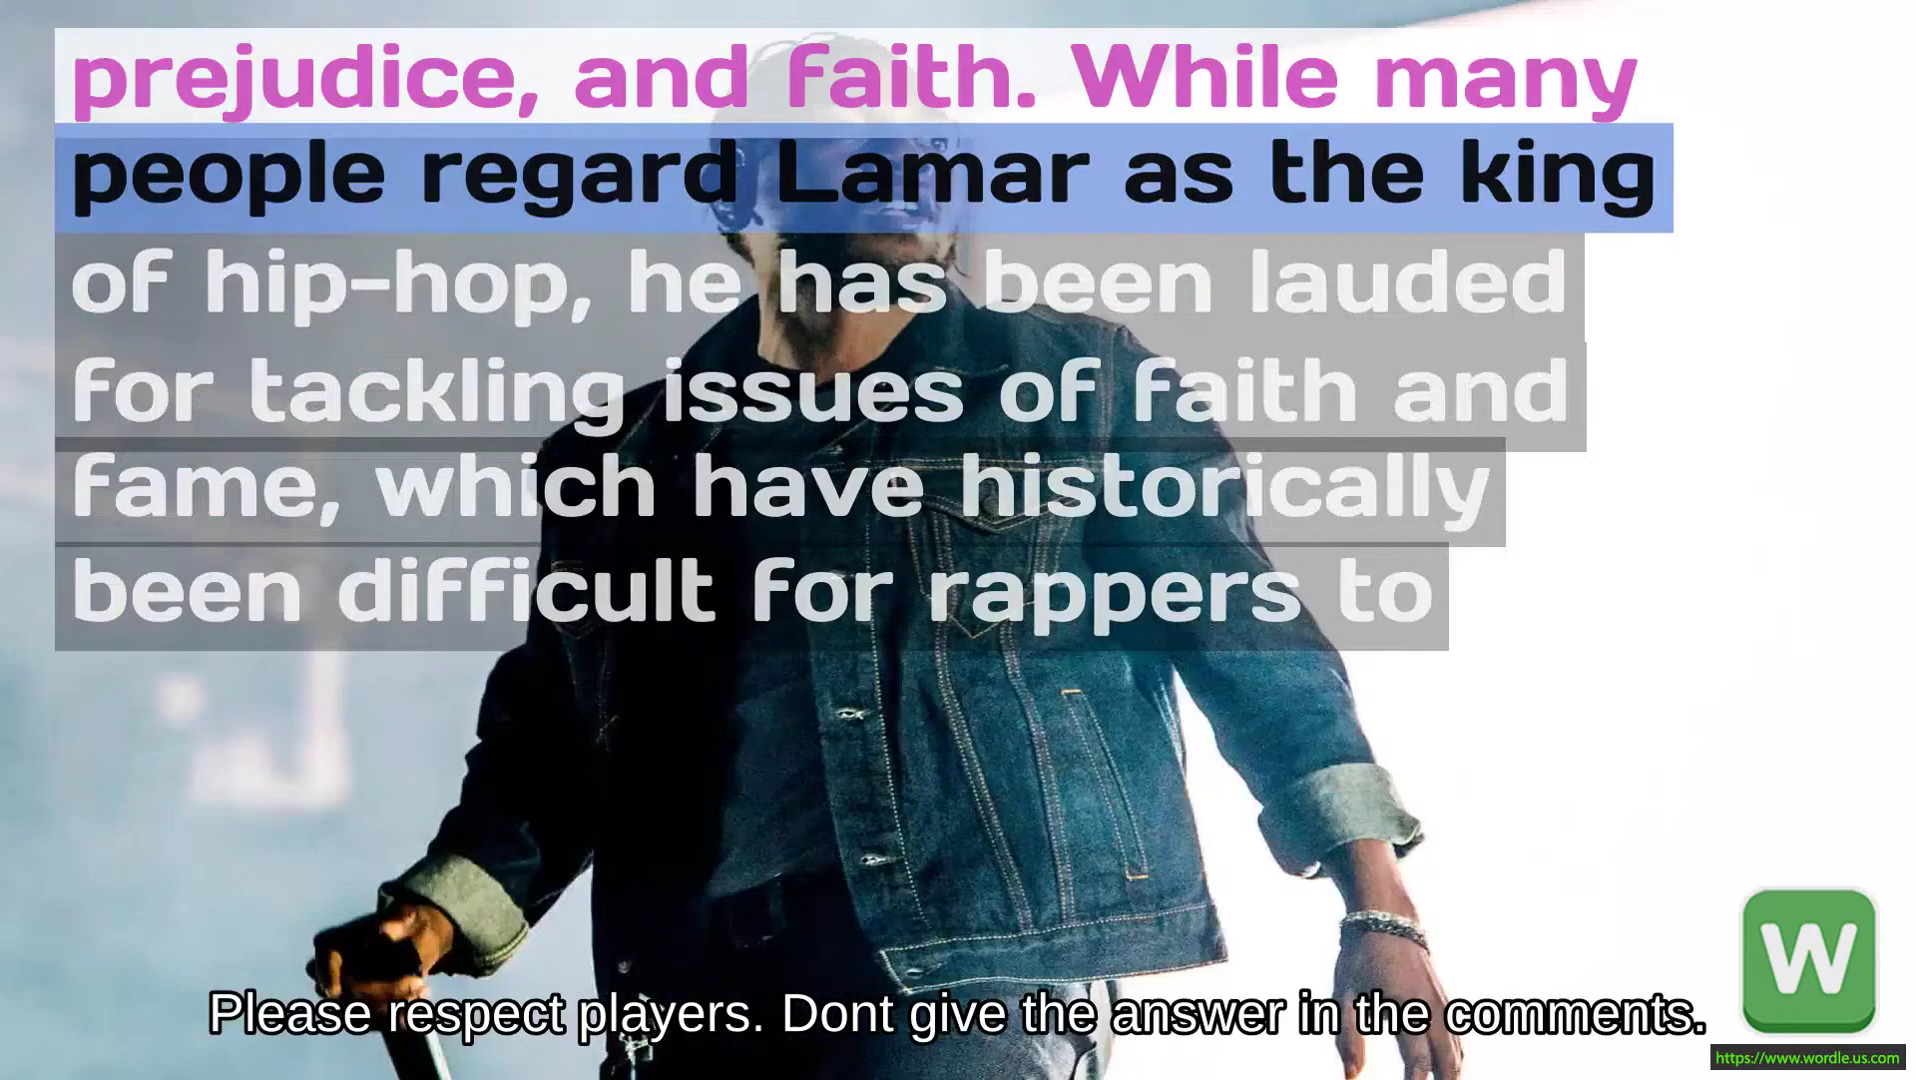 prejudice, and faith. While many
people regard Lamar as the king
of hip-hop, he has been lauded
for tackling issues of faith and
fame, which have historically
been difficult for rappers to
Please respect players. Dont give the answer in the comments.
W
https://www.wordle.us.com